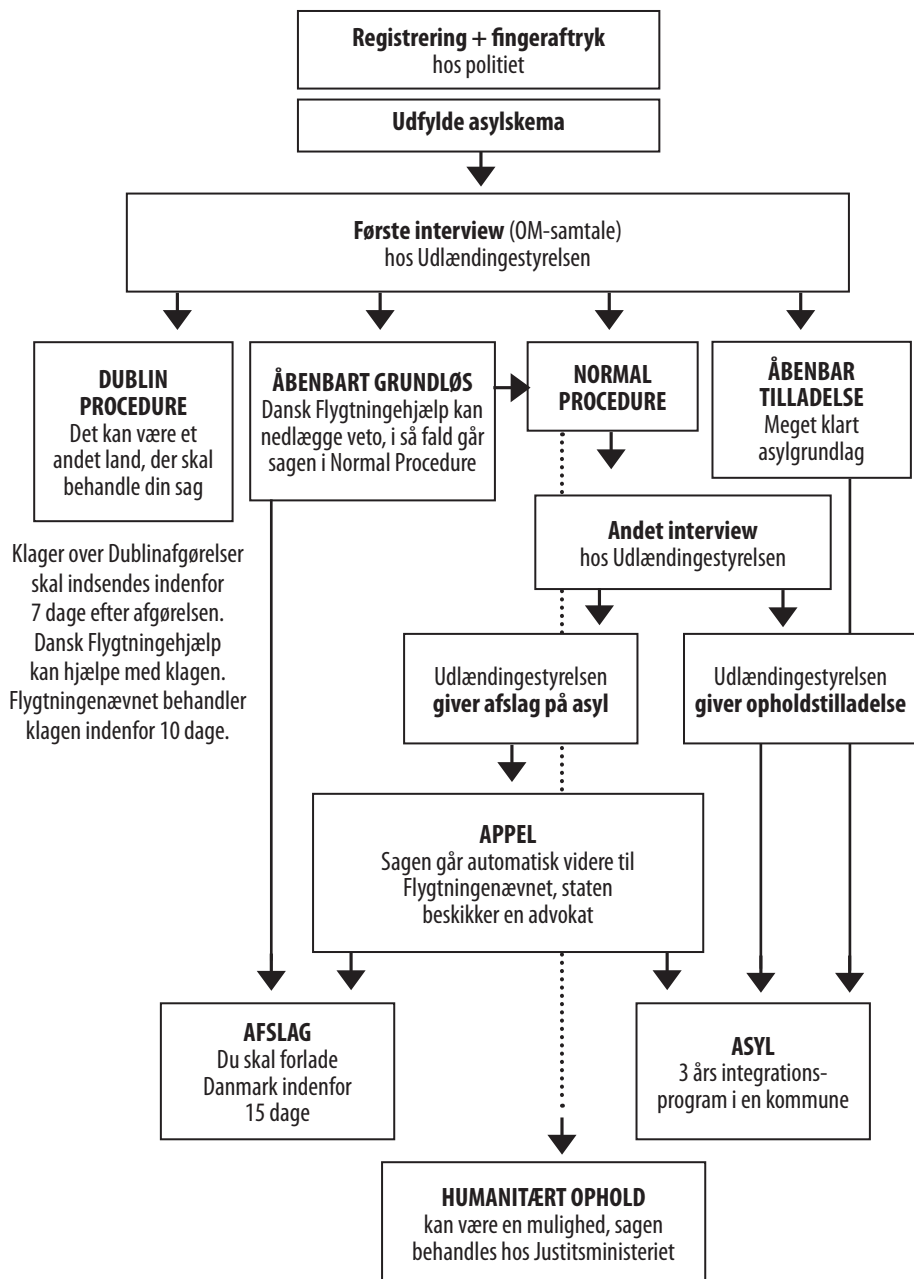 Registrering + fingeraftryk
hos politiet
Udfylde asylskema
Første interview (OM-samtale)
hos Udlændingestyrelsen
DUBLIN
PROCEDURE
Det kan være et
andet land, der skal
behandle din sag
ÅBENBART GRUNDLØS
Dansk Flygtningehjælp kan
nedlægge veto, i så fald går
sagen i Normal Procedure
NORMAL
PROCEDURE
ÅBENBAR
TILLADELSE
Meget klart
asylgrundlag
Klager over Dublinafgørelser
skal indsendes indenfor
7 dage efter afgørelsen.
Dansk Flygtningehjælp
kan hjælpe med klagen.
Flygtningenævnet behandler
klagen indenfor 10 dage.
Andet interview
hos Udlændingestyrelsen
Udlændingestyrelsen
giver afslag på asyl
Udlændingestyrelsen
giver opholdstilladelse
APPEL
Sagen går automatisk videre til
Flygtningenævnet, staten
beskikker en advokat
AFSLAG
Du skal forlade
Danmark indenfor
15 dage
ASYL
3 års integrations-
program i en kommune
HUMANITÆRT OPHOLD
kan være en mulighed, sagen
behandles hos Justitsministeriet